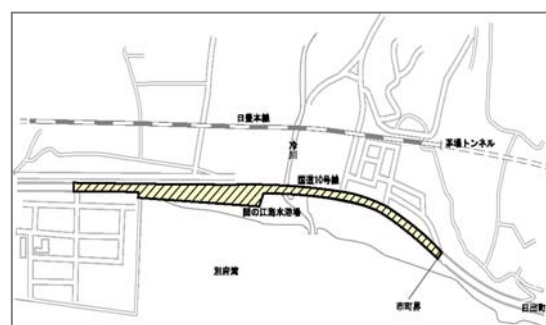 日豊本線
冷川
茅場トンネル
国道10号線
関の江海水浴場
別府湾
市町界
日出町